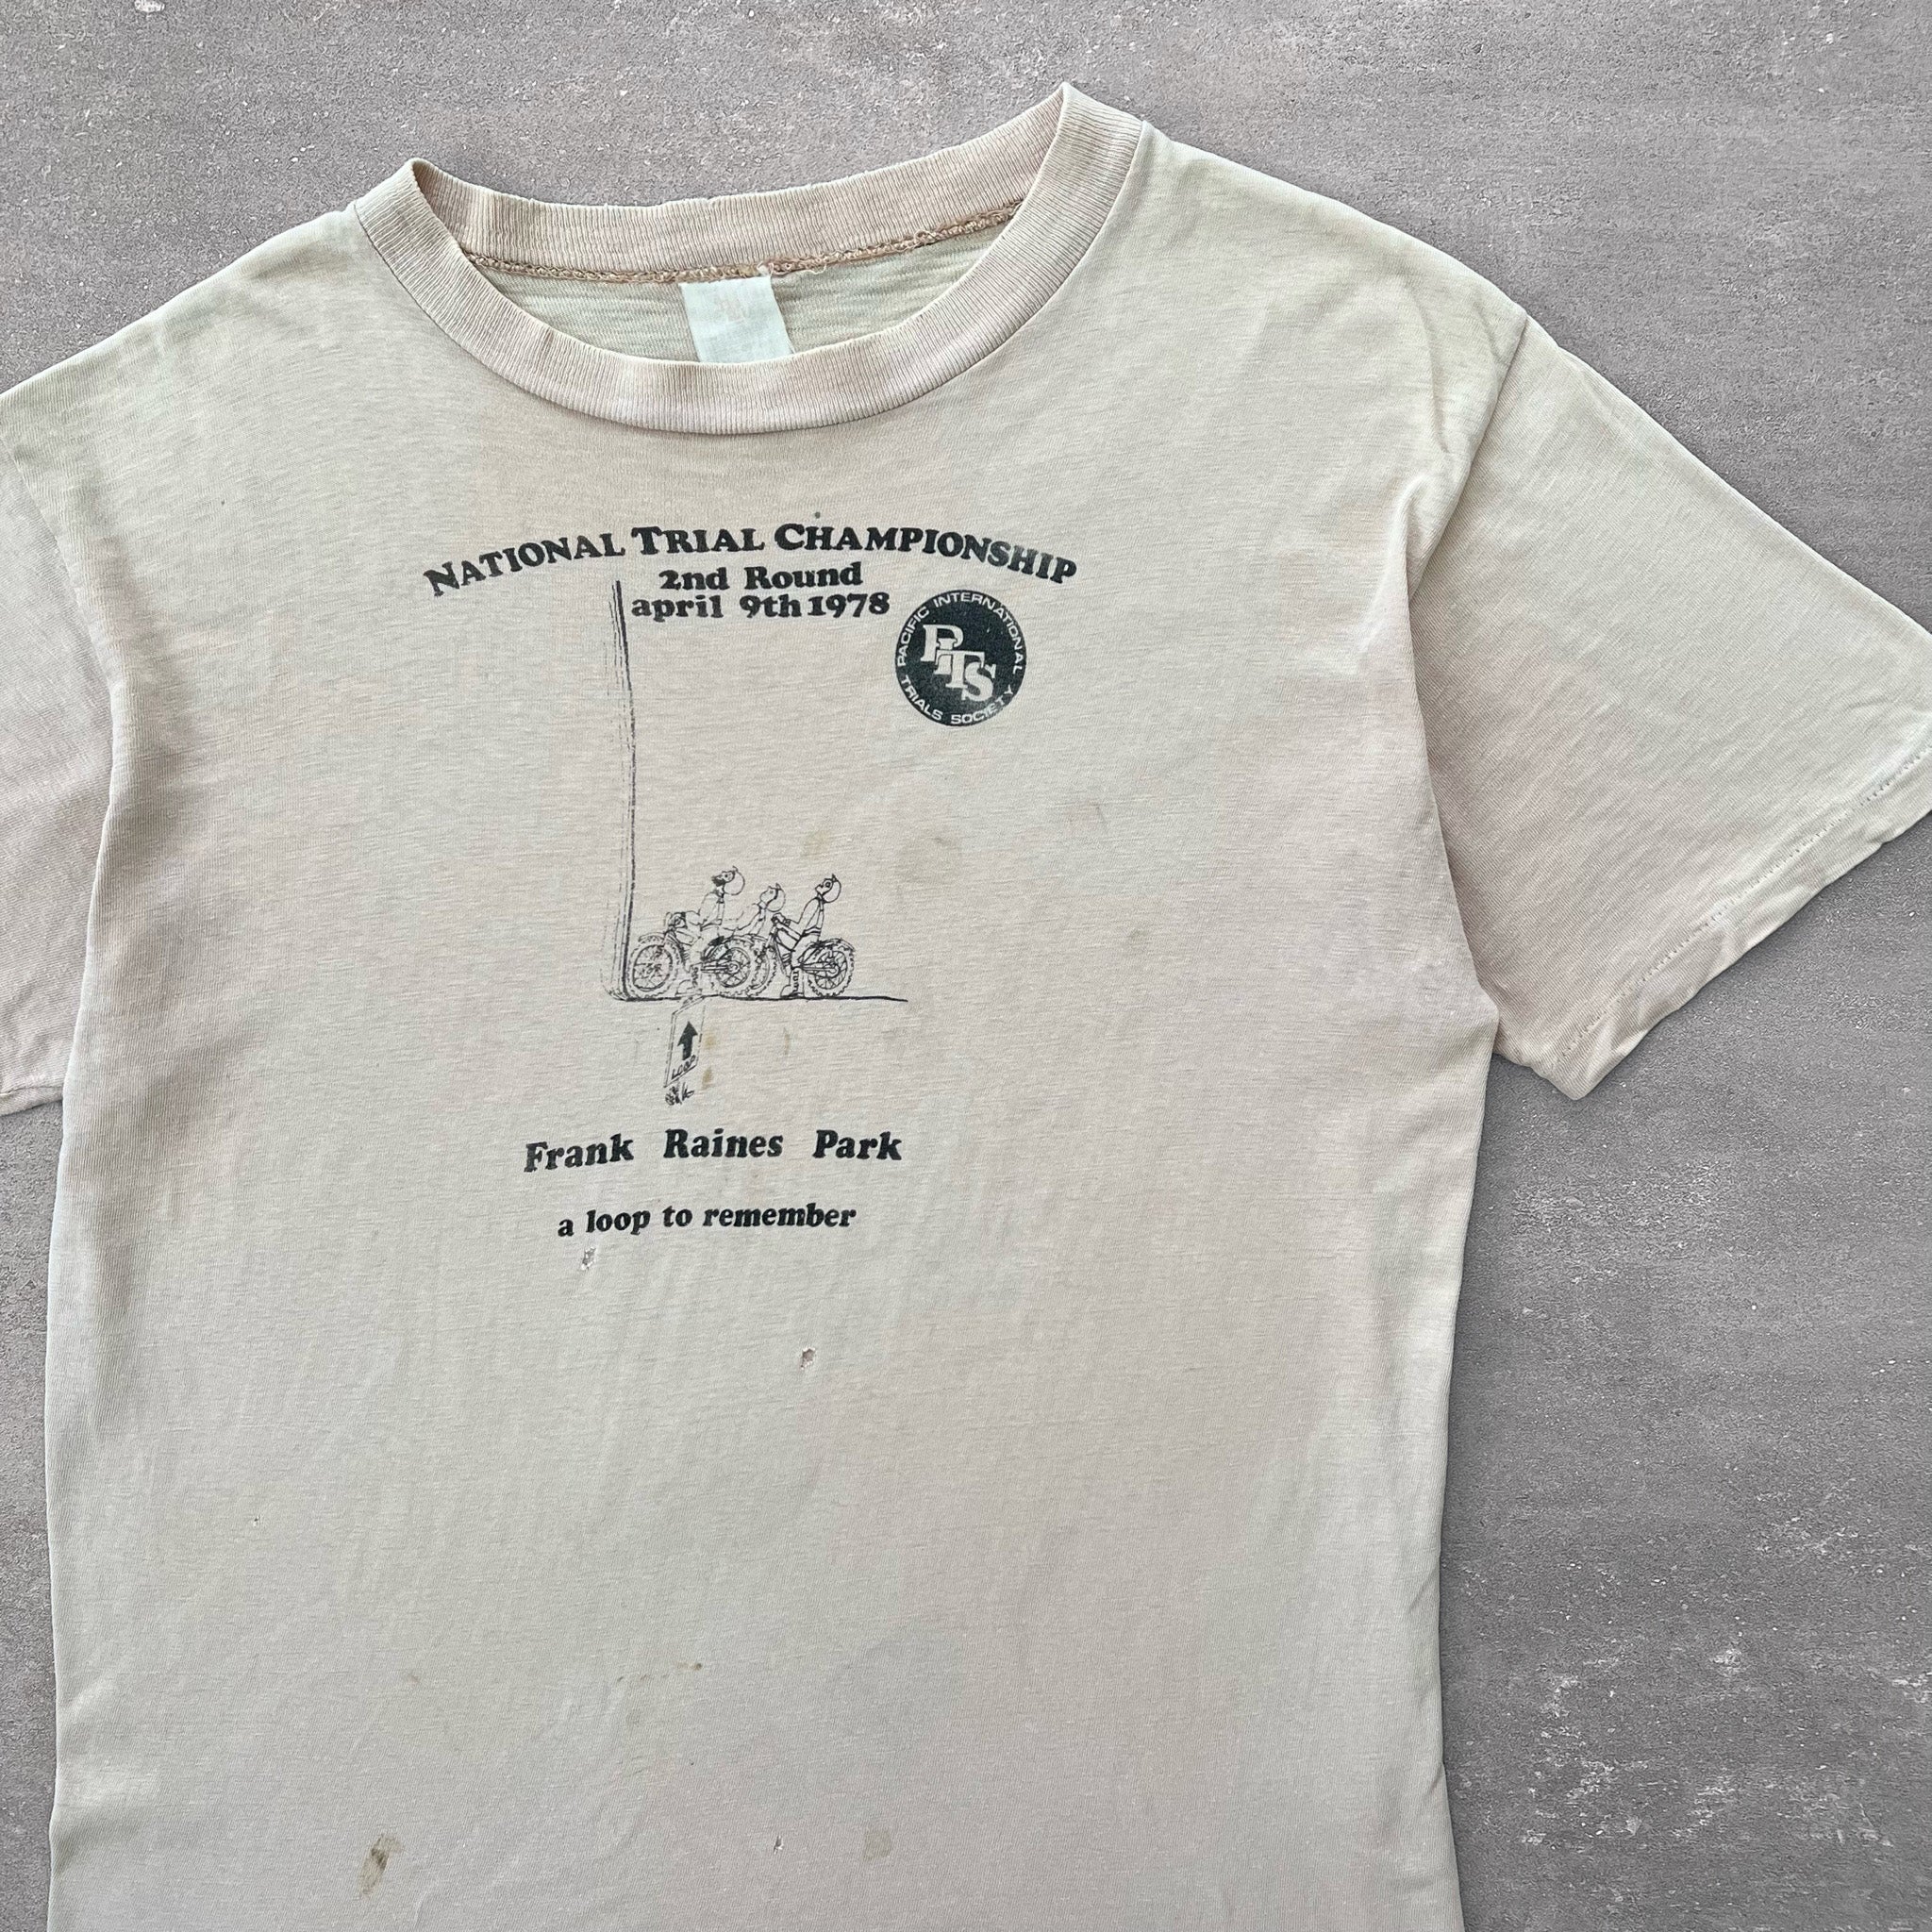 NATIONAL TRIAL CHAMPIONSHIP
2nd Round
april 9th 1978
PACIFIC INTERNATIONAL
PITS
TRIALS SOCIETY
LOOP
Frank Raines Park
a loop to remember